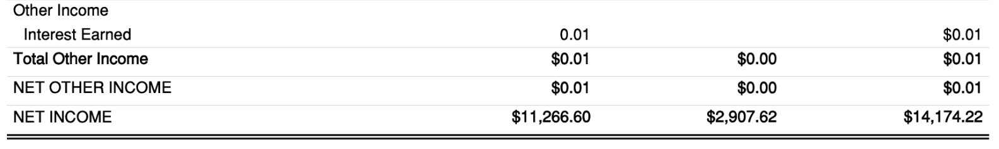 Other Income
Interest Earned 0.01 $0.01
Total Other Income $0.01 $0.00 $0.01
NET OTHER INCOME $0.01 $0.00 $0.01
NET INCOME $11,266.60 $2,907.62 $14,174.22